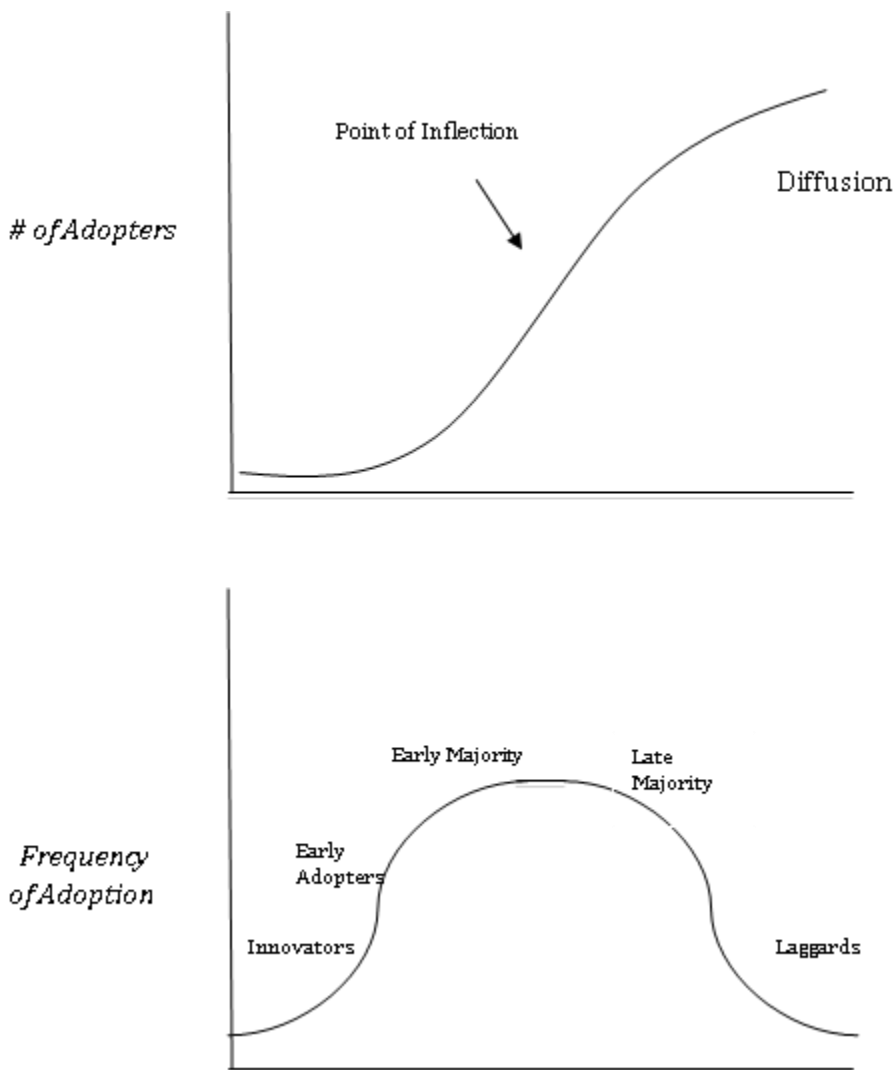 Point of Inflection
Diffusion
# of Adopters
Early Majority
Late
Majority
Early
Adopters
Frequency
of Adoption
Innovators
Laggards